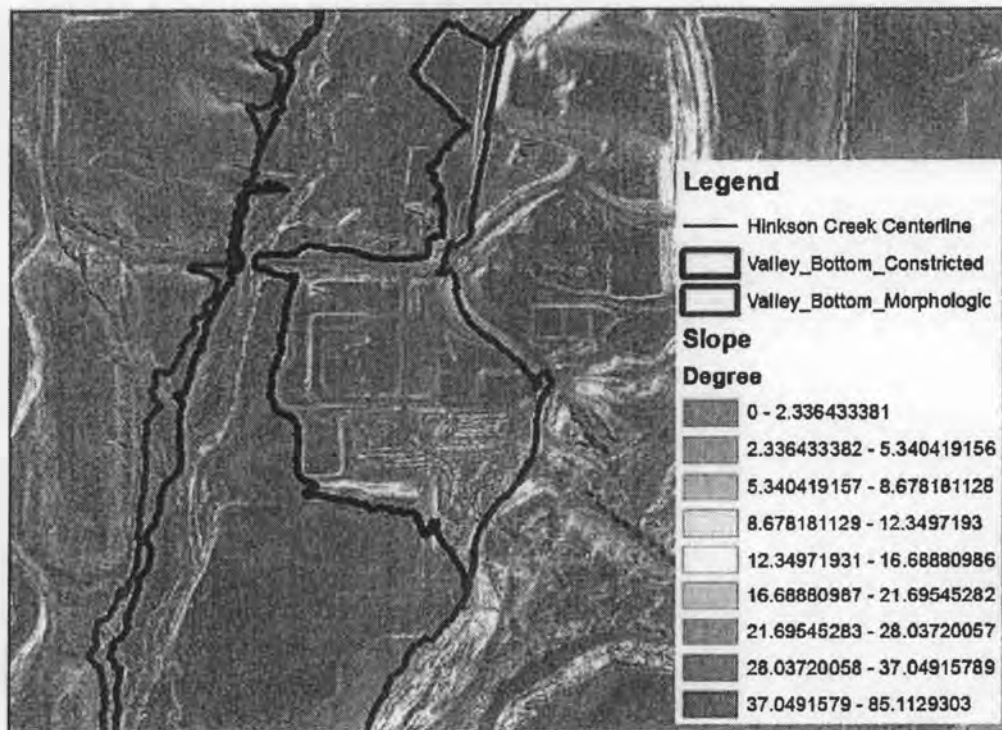 Legend
Hinkson Creek Centerline
Valley_Bottom_Constricted
Valley_Bottom_Morphologic
Slope
Degree
0 - 2.336433381
2.336433382 - 5.340419156
5.340419157 - 8.678181128
8.678181129 - 12.3497193
12.34971931 - 16.68880986
16.68880987 - 21.69545282
21.69545283 - 28.03720057
28.03720058 - 37.04915789
37.0491579 - 85.1129303